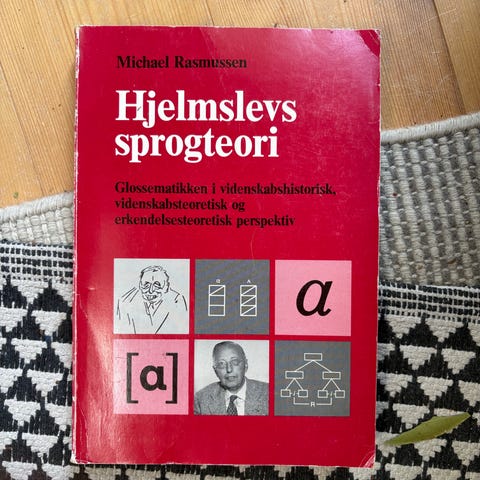 Michael Rasmussen
Hjelmslevs
sprogteori
Glossematikken i videnskabshistorisk,
videnskabsteoretisk og
erkendelsesteoretisk perspektiv
α A
a
[a]
R